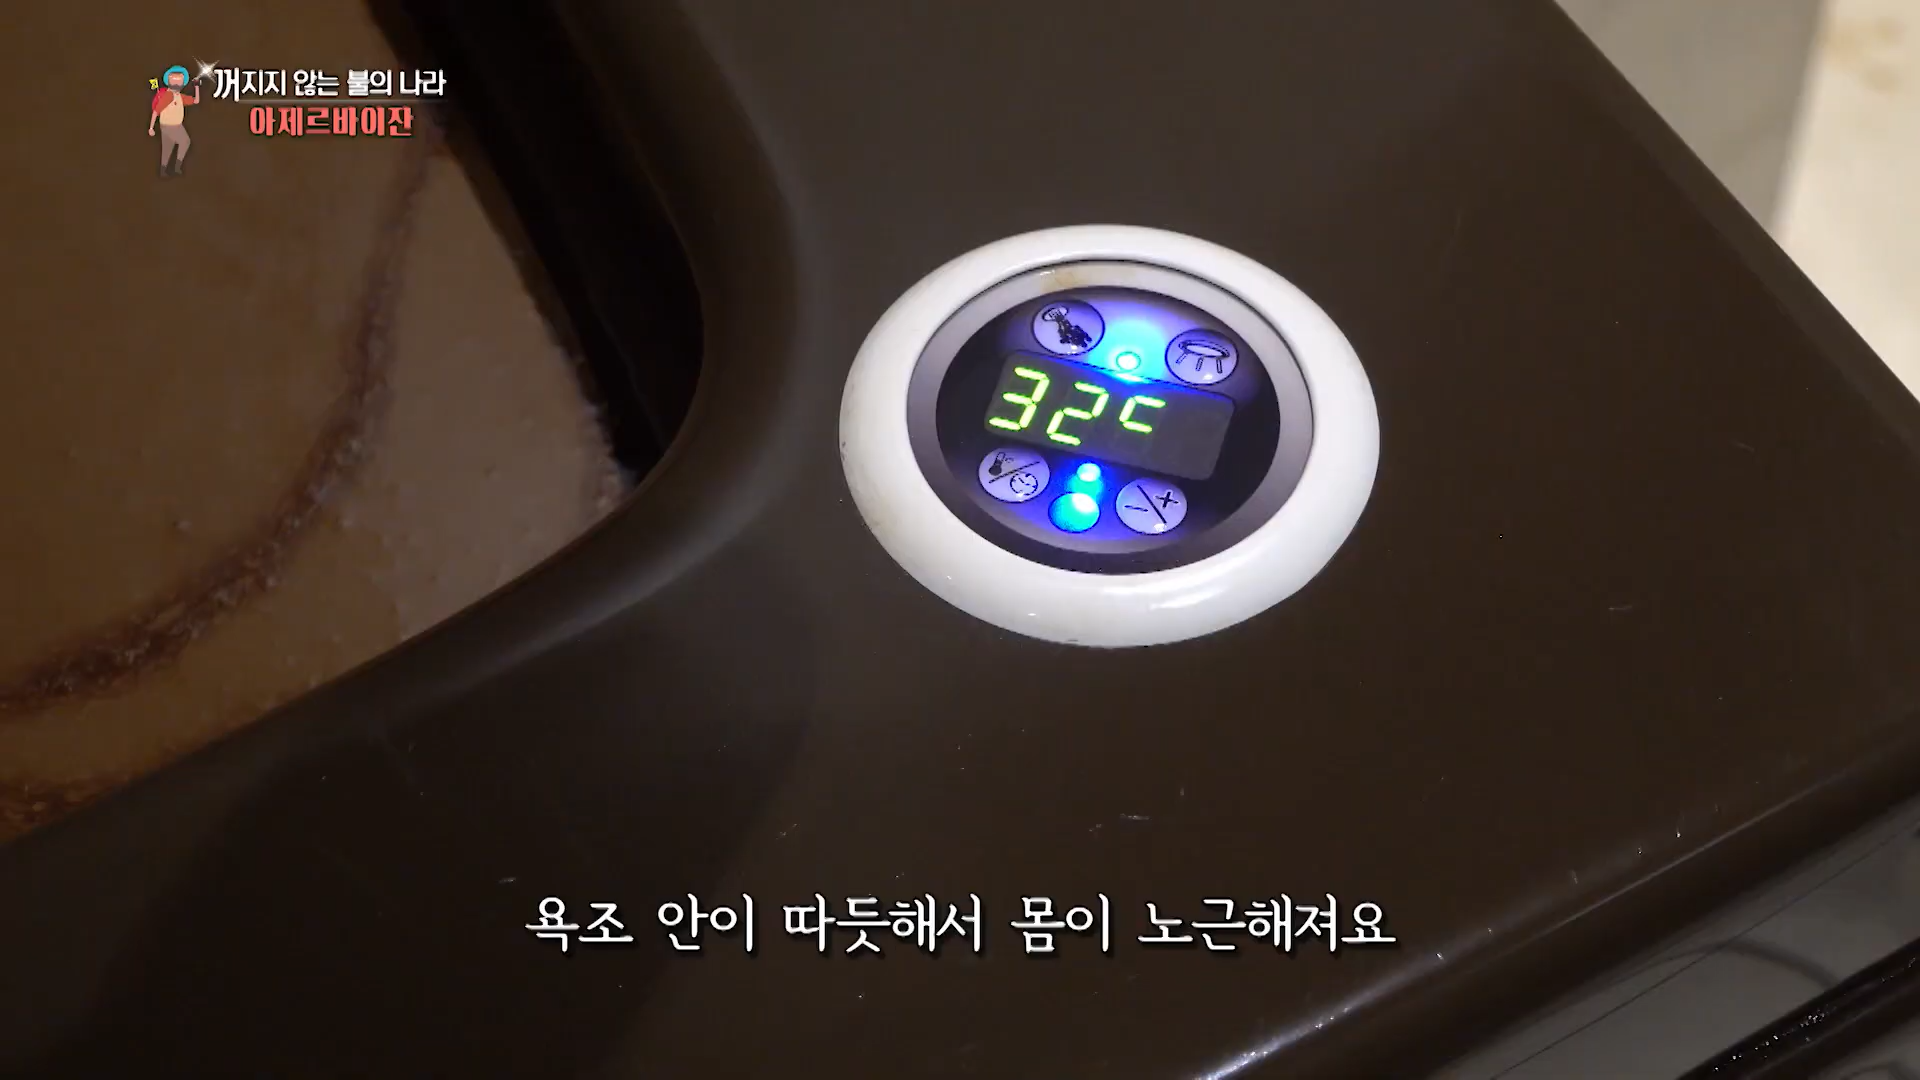 꺼지지 않는 불의 나라
아제르바이잔
32c
욕조 안이 따듯해서 몸이 노근해져요